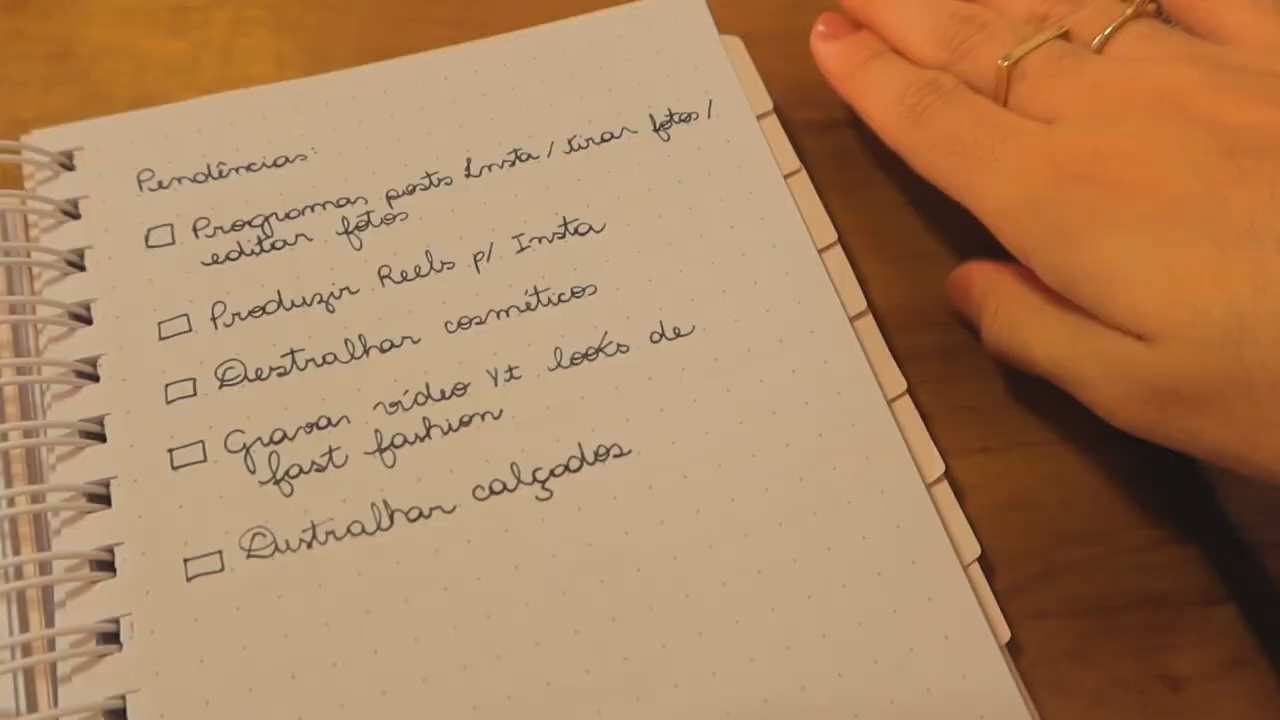 Pendências:
Programar posts Insta / tirar fotos /
editar fotos
Produzir Reels p/ Insta
Destralhar cosméticos
Gravar vídeo Yt looks de
fast fashion
Destralhar calçados